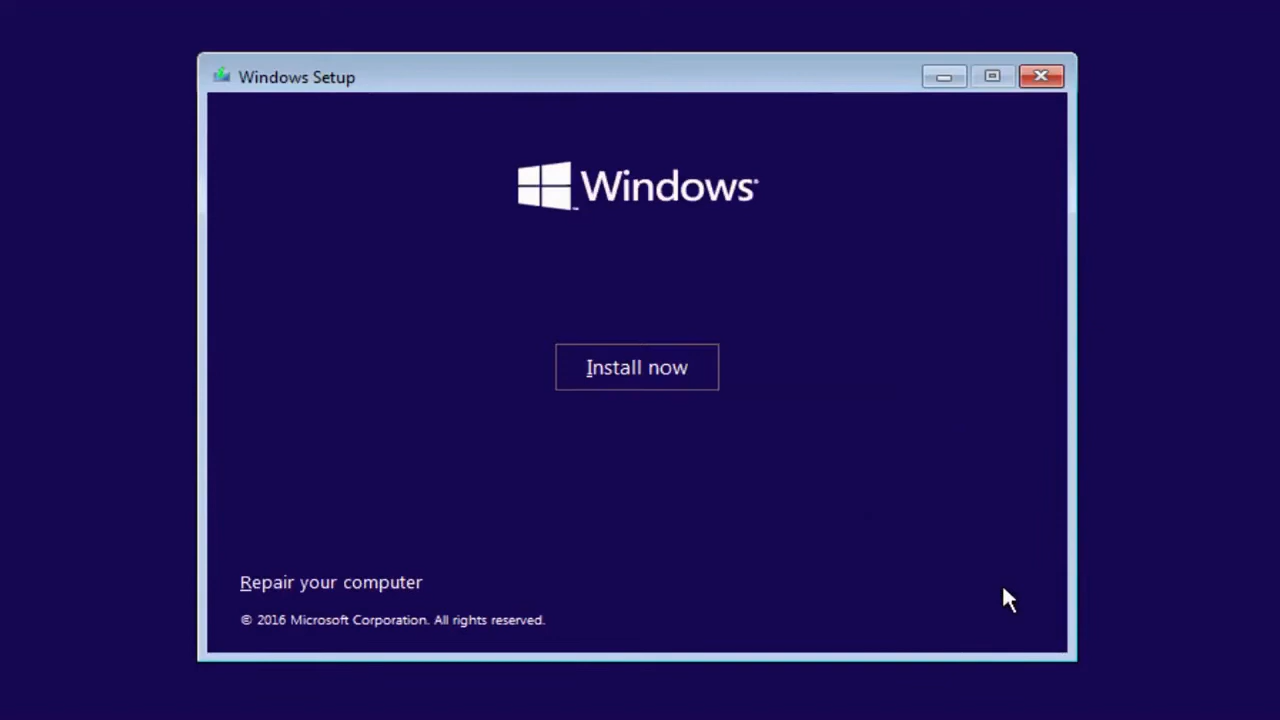 Windows Setup
Windows
Install now
Repair your computer
© 2016 Microsoft Corporation. All rights reserved.